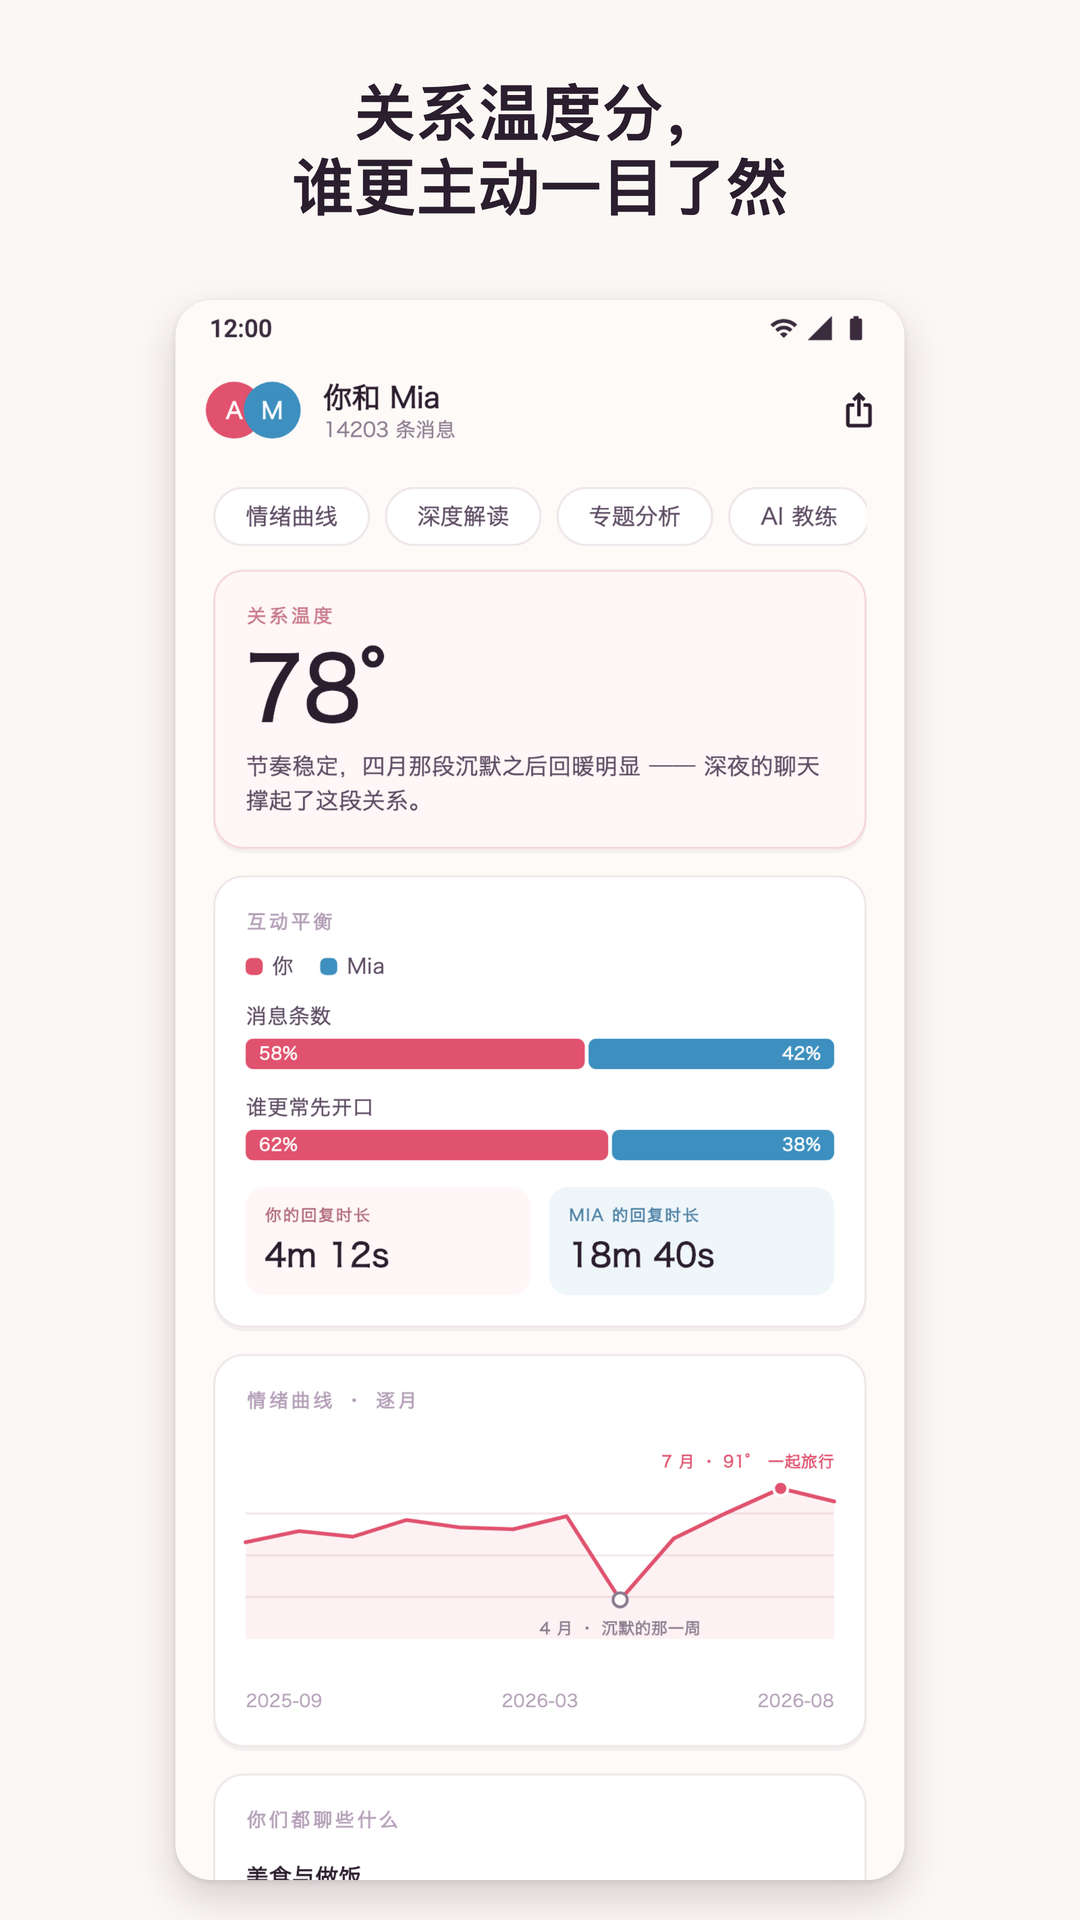 关系温度分，
谁更主动一目了然
12:00
A M 你和 Mia
14203 条消息
情绪曲线 深度解读 专题分析 AI 教练
关系温度
78°
节奏稳定，四月那段沉默之后回暖明显 —— 深夜的聊天
撑起了这段关系。
互动平衡
你 Mia
消息条数
58% 42%
谁更常先开口
62% 38%
你的回复时长 MIA 的回复时长
4m 12s 18m 40s
情绪曲线 · 逐月
7 月 · 91° 一起旅行
4 月 · 沉默的那一周
2025-09 2026-03 2026-08
你们都聊些什么
美食与做饭